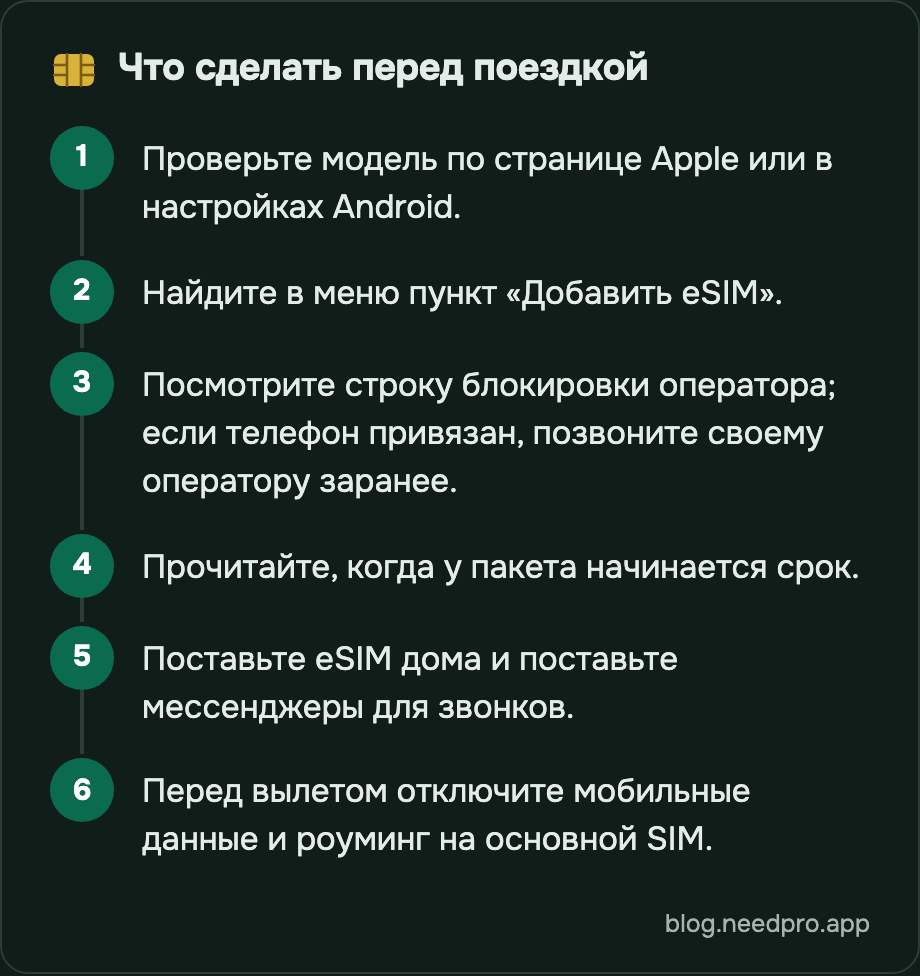 Что сделать перед поездкой
1
Проверьте модель по странице Apple или в
настройках Android.
2
Найдите в меню пункт «Добавить eSIM».
3
Посмотрите строку блокировки оператора;
если телефон привязан, позвоните своему
оператору заранее.
4
Прочитайте, когда у пакета начинается срок.
5
Поставьте eSIM дома и поставьте
мессенджеры для звонков.
6
Перед вылетом отключите мобильные
данные и роуминг на основной SIM.
blog.needpro.app